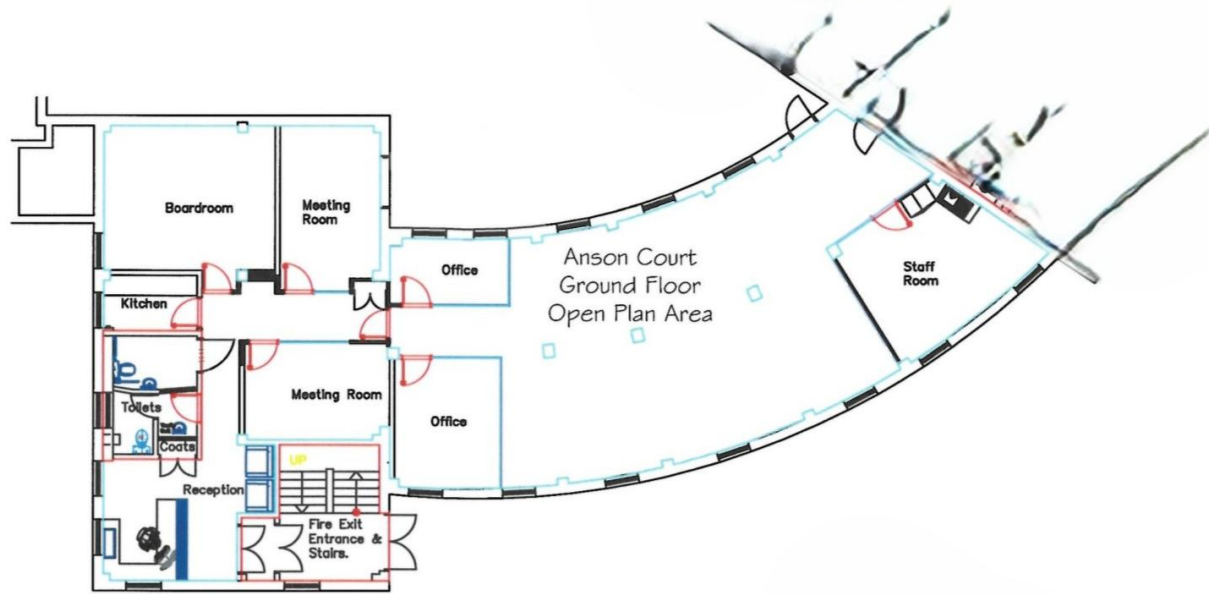 Boardroom
Meeting
Room
Kitchen
Office
Anson Court
Ground Floor
Open Plan Area
Staff
Room
Toilets
Coats
Meeting Room
Office
UP
Reception
Fire Exit
Entrance &
Stairs.